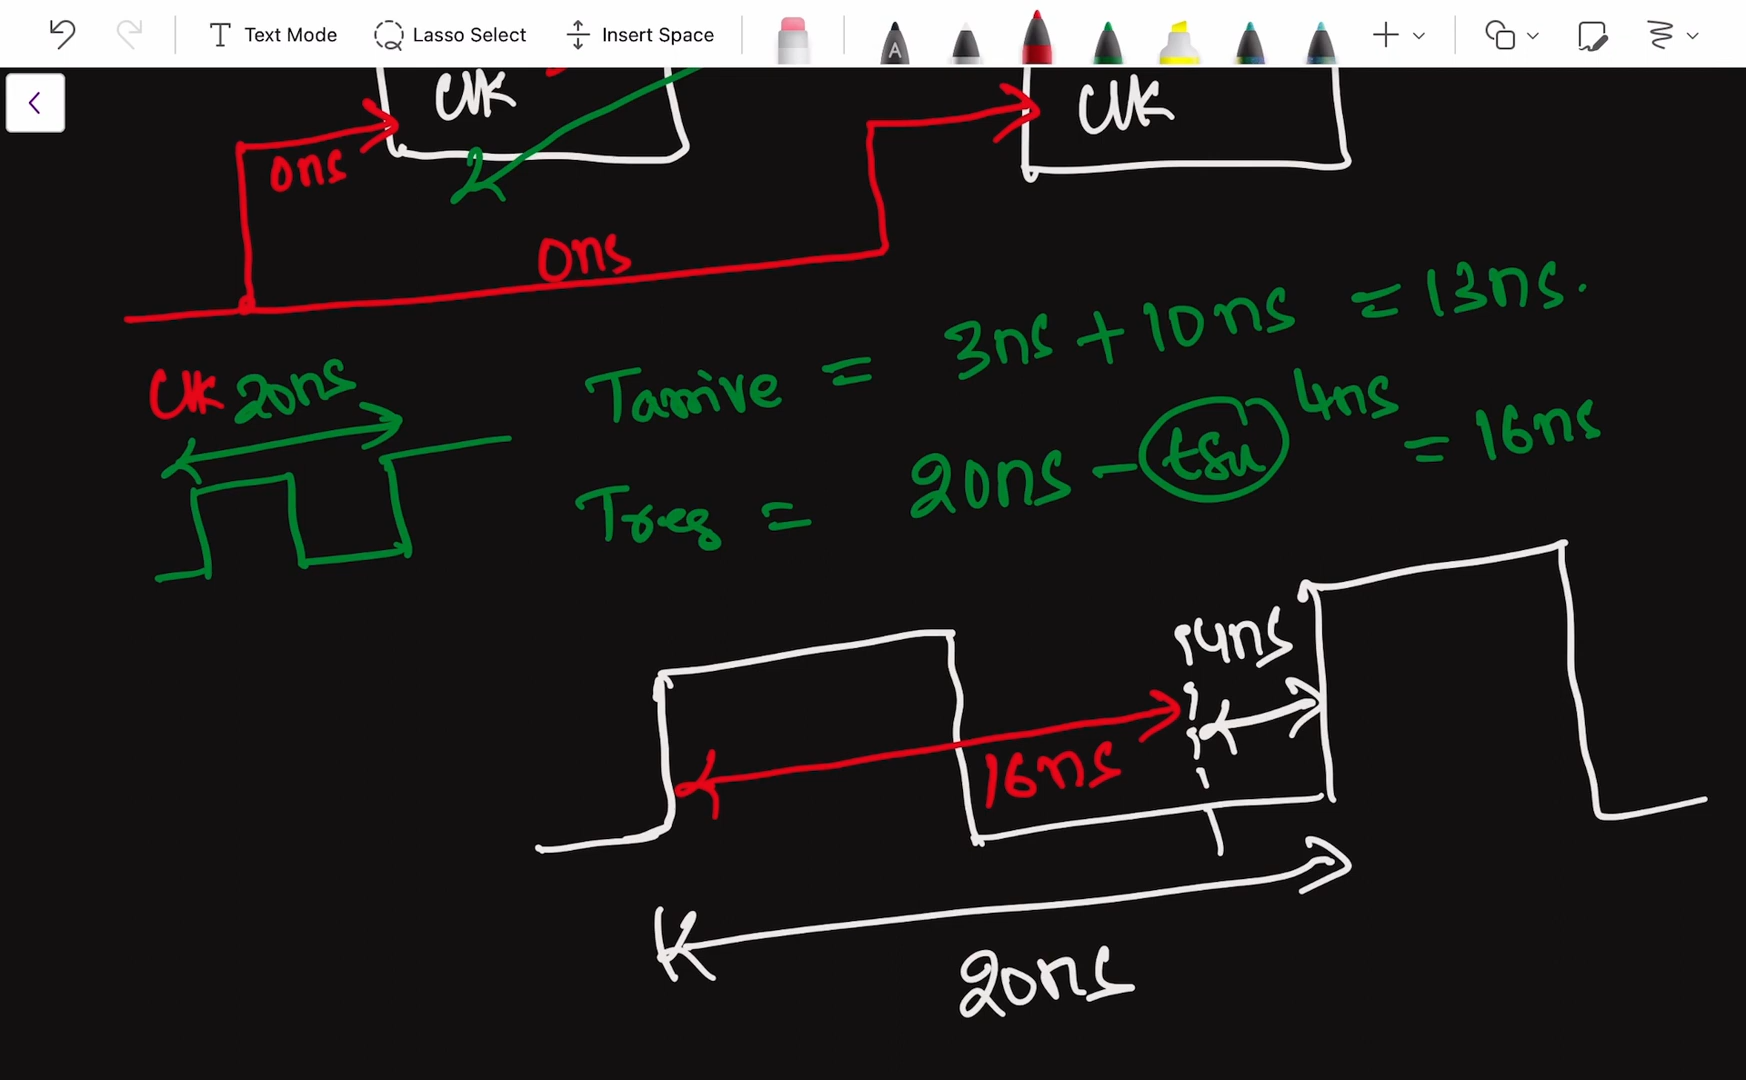 Text Mode Lasso Select Insert Space
A
Clk Clk
0ns
0ns
Tarrive = 3ns + 10ns = 13ns.
Clk 20ns
Treq = 20ns - tsu 4ns = 16ns
4ns
16ns
20ns